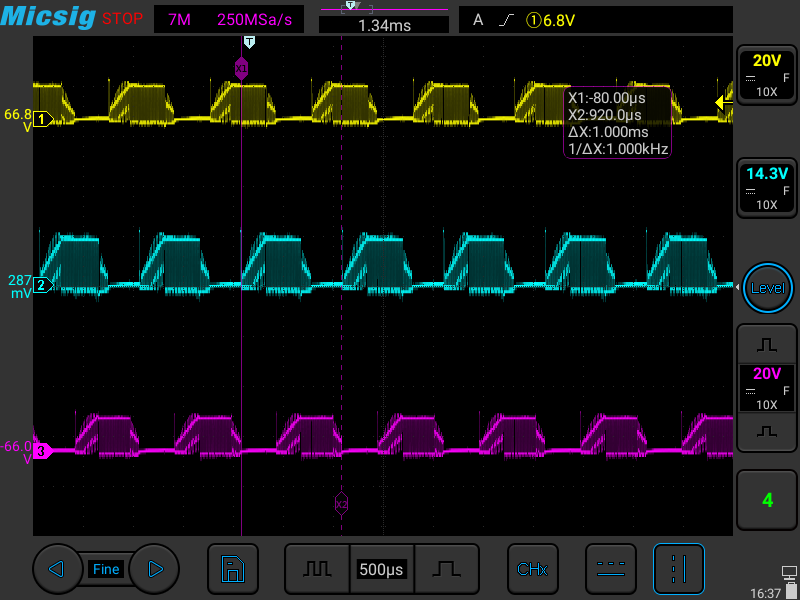 Micsig STOP 7M 250MSa/s 1.34ms A ①6.8V
T
T
X1
20V
F
10X
66.8
V
1
X1:-80.00µs
X2:920.0µs
ΔX:1.000ms
1/ΔX:1.000kHz
14.3V
F
10X
287
mV
2
Level
20V
F
10X
-66.0
V
3
X2
4
Fine
500µs
CHx
16:37